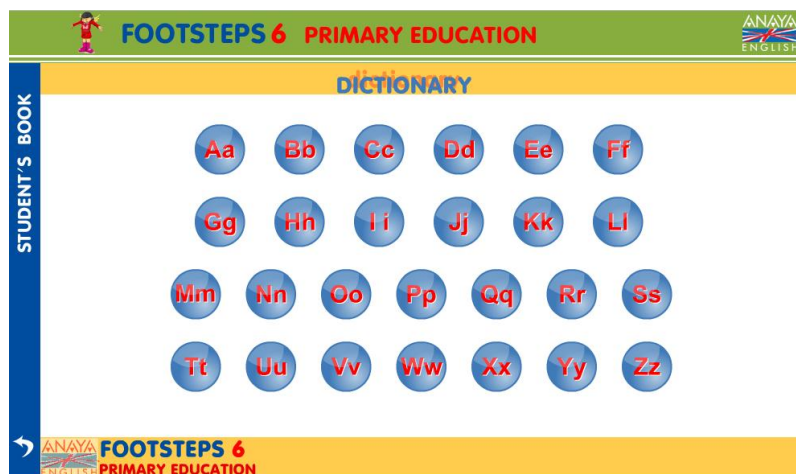 FOOTSTEPS 6 PRIMARY EDUCATION
ANAYA
ENGLISH
dictionary
DICTIONARY
STUDENT'S BOOK
Aa Bb Cc Dd Ee Ff
Gg Hh I i Jj Kk Ll
Mm Nn Oo Pp Qq Rr Ss
Tt Uu Vv Ww Xx Yy Zz
ANAYA
ENGLISH
FOOTSTEPS 6
PRIMARY EDUCATION